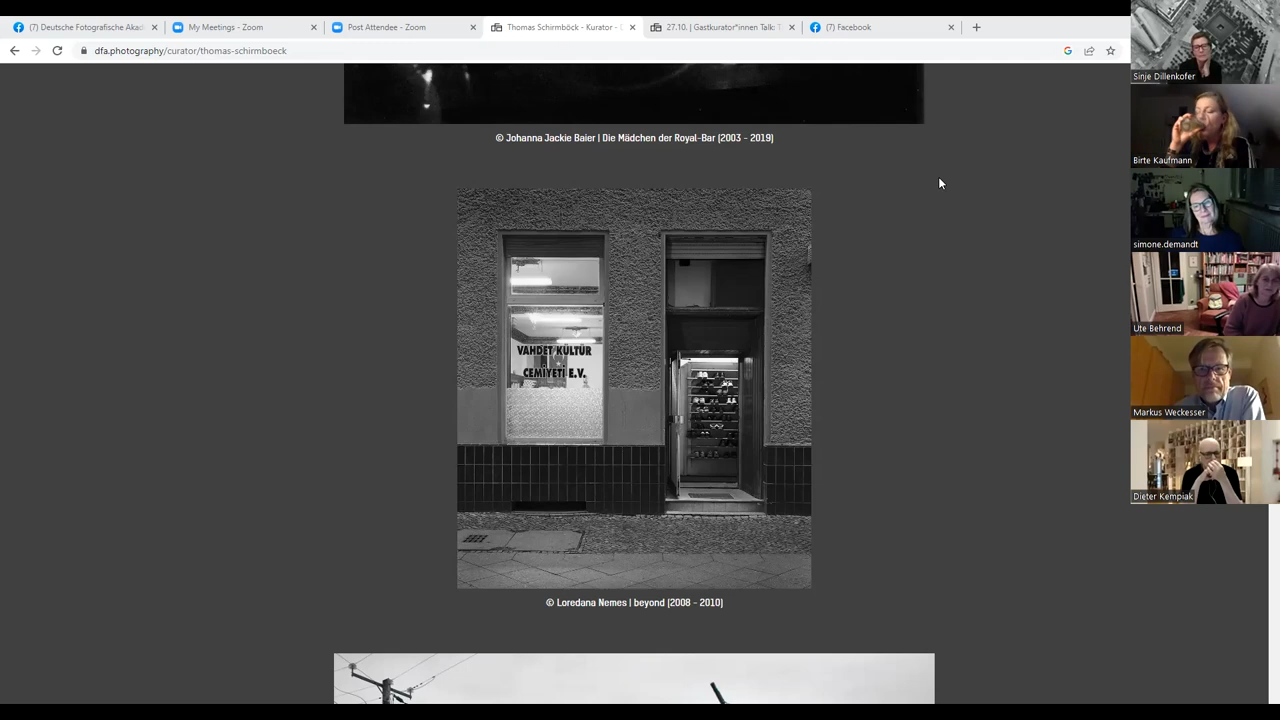 (7) Deutsche Fotografische Akad
My Meetings - Zoom
Post Attendee - Zoom
Thomas Schirmböck - Kurator -
27.10. | Gastkurator*innen Talk:
(7) Facebook
dfa.photography/curator/thomas-schirmboeck
© Johanna Jackie Baier | Die Mädchen der Royal-Bar (2003 - 2019)
VAHDET KÜLTÜR
CEMİYETİ E.V.
© Loredana Nemes | beyond (2008 - 2010)
Sinje Dillenkofer
Birte Kaufmann
simone.demandt
Ute Behrend
Markus Weckesser
Dieter Kempiak